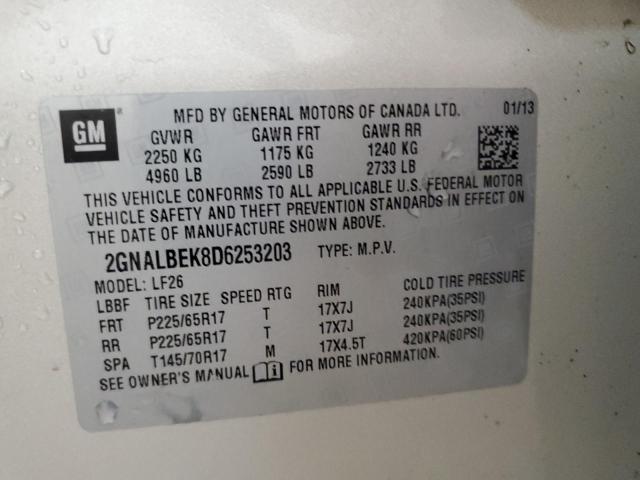 GM
MFD BY GENERAL MOTORS OF CANADA LTD. 01/13
GVWR GAWR FRT GAWR RR
2250 KG 1175 KG 1240 KG
4960 LB 2590 LB 2733 LB
THIS VEHICLE CONFORMS TO ALL APPLICABLE U.S. FEDERAL MOTOR
VEHICLE SAFETY AND THEFT PREVENTION STANDARDS IN EFFECT ON
THE DATE OF MANUFACTURE SHOWN ABOVE.
2GNALBEK8D6253203 TYPE: M.P.V.
MODEL: LF26
LBBF TIRE SIZE SPEED RTG RIM COLD TIRE PRESSURE
FRT P225/65R17 T 17X7J 240KPA(35PSI)
RR P225/65R17 T 17X7J 240KPA(35PSI)
SPA T145/70R17 M 17X4.5T 420KPA(60PSI)
SEE OWNER'S MANUAL FOR MORE INFORMATION.